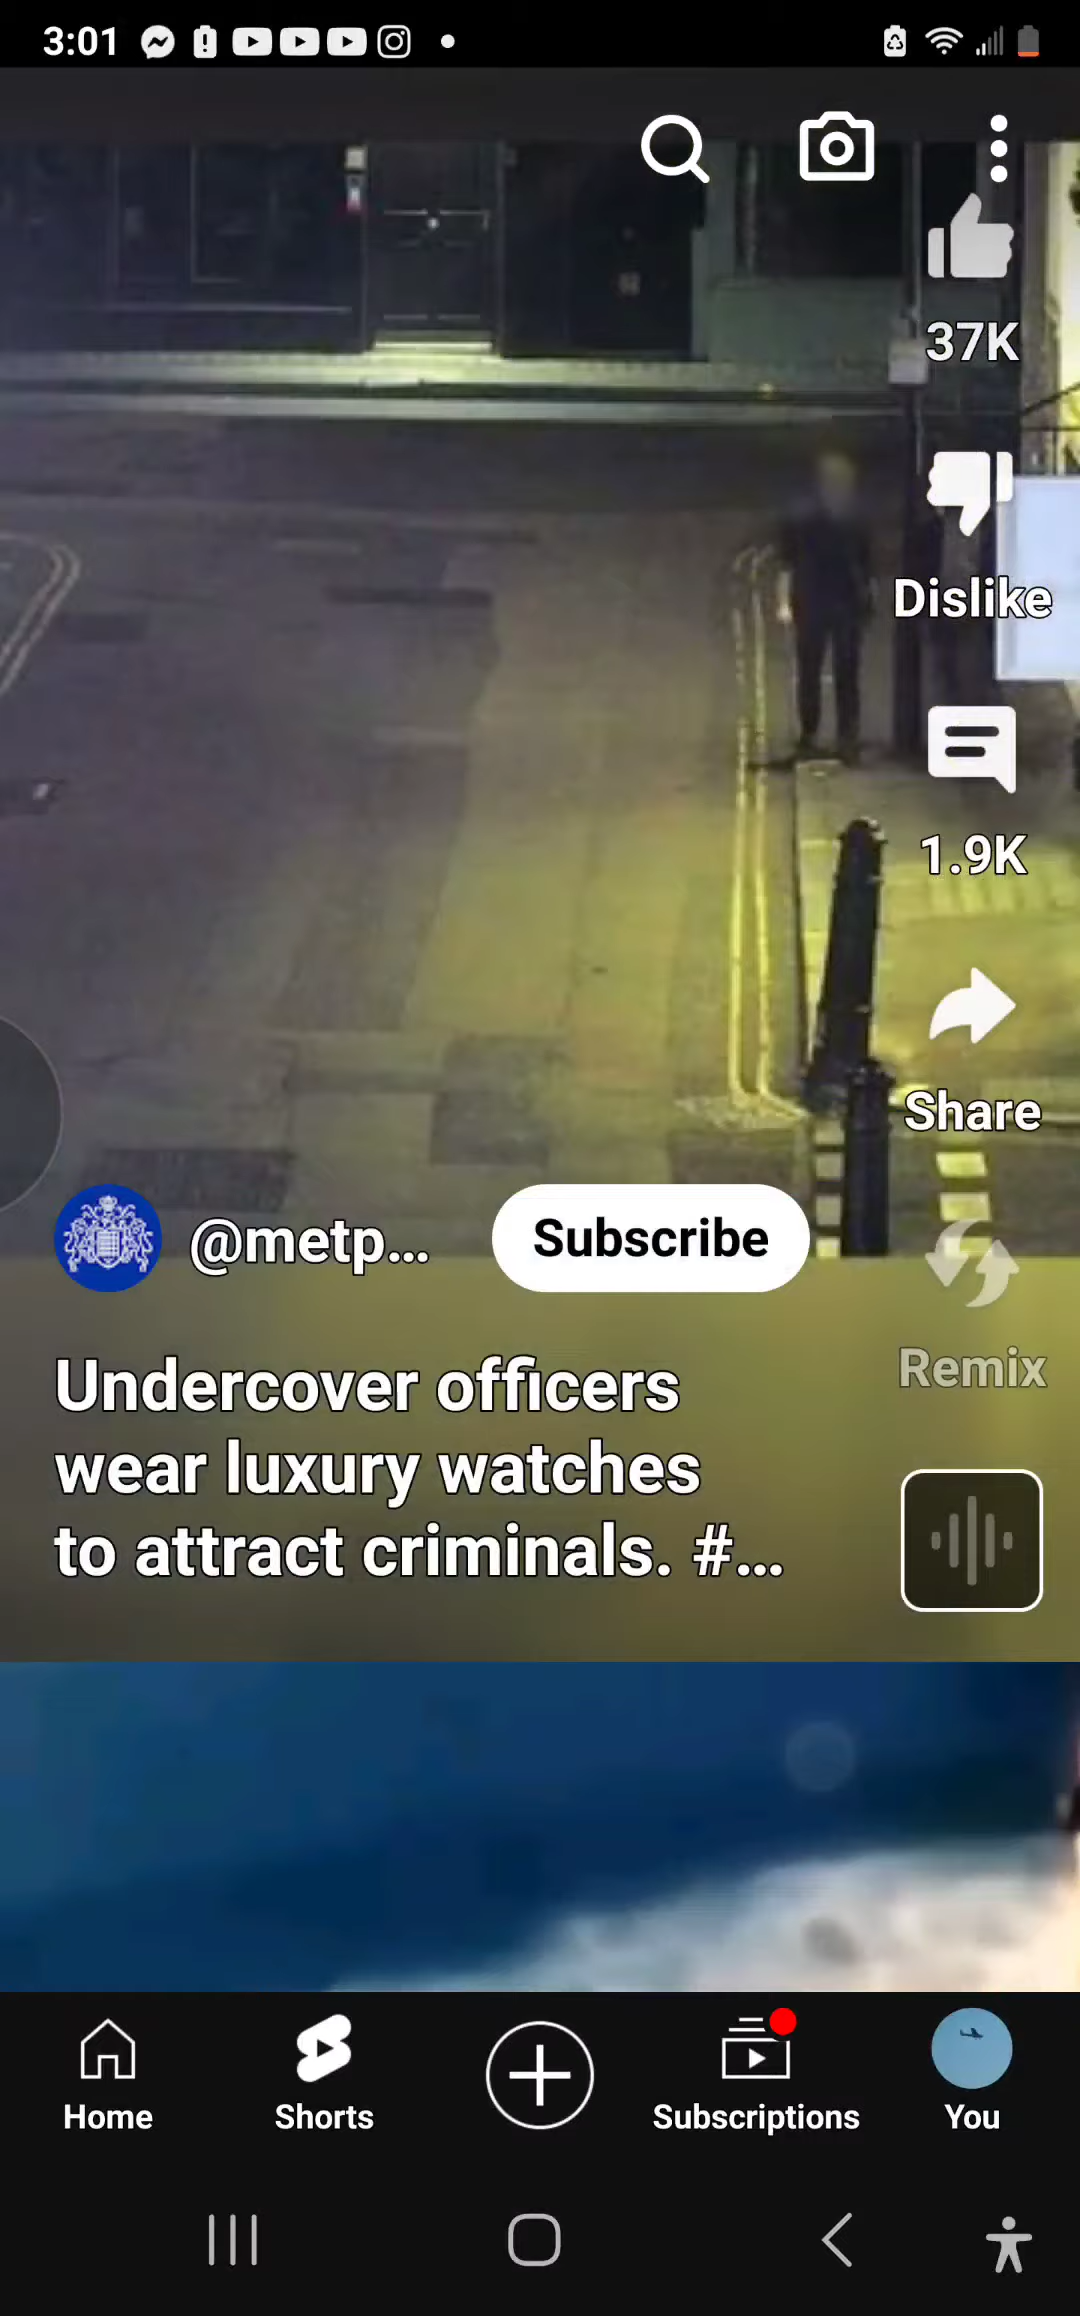 3:01
37K
Dislike
1.9K
Share
@metp...
Subscribe
Remix
Undercover officers
wear luxury watches
to attract criminals. #...
Home
Shorts
Subscriptions
You